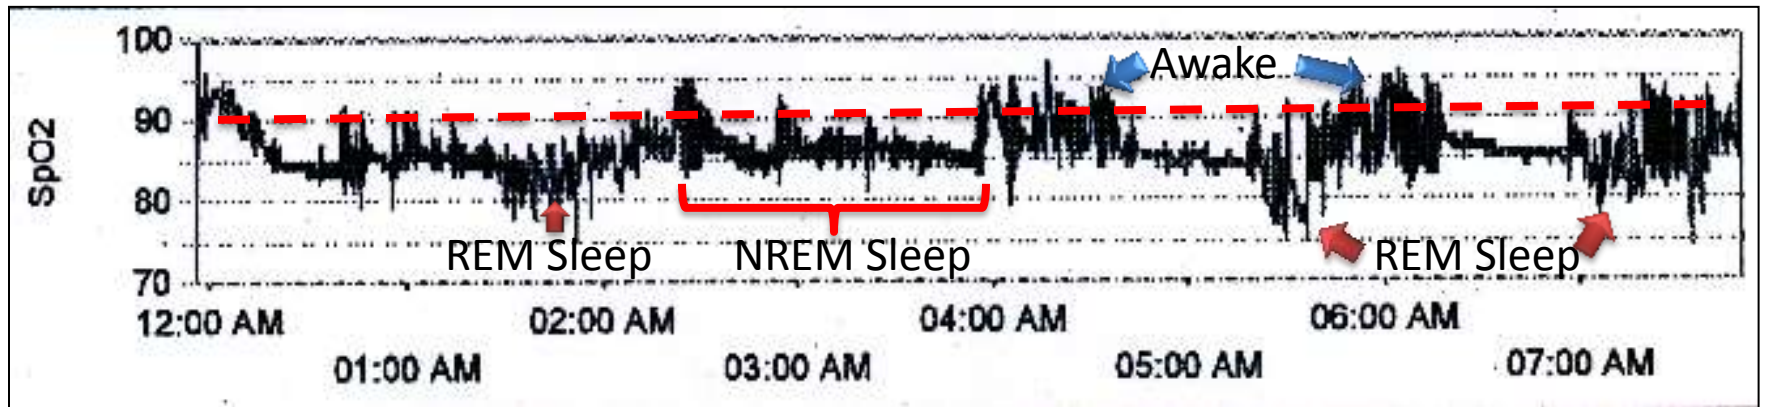 100
Awake
90
SpO2
80
REM Sleep NREM Sleep REM Sleep
70
12:00 AM 02:00 AM 04:00 AM 06:00 AM
01:00 AM 03:00 AM 05:00 AM 07:00 AM